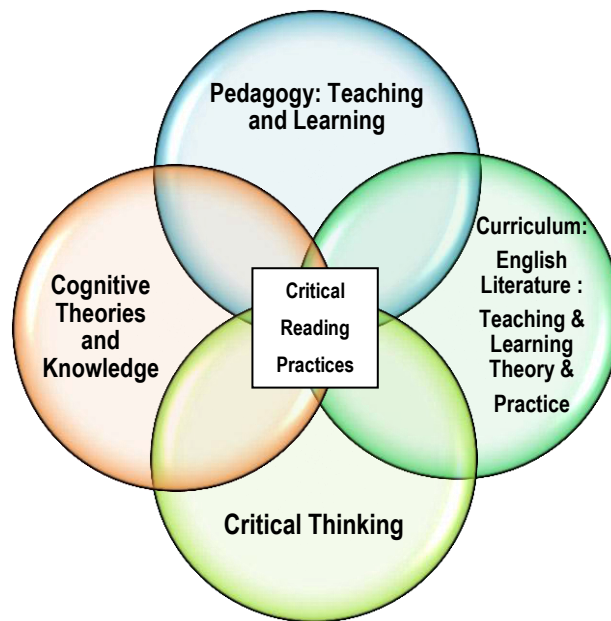 Pedagogy: Teaching
and Learning
Cognitive
Theories
and
Knowledge
Critical
Reading
Practices
Curriculum:
English
Literature :
Teaching &
Learning
Theory &
Practice
Critical Thinking